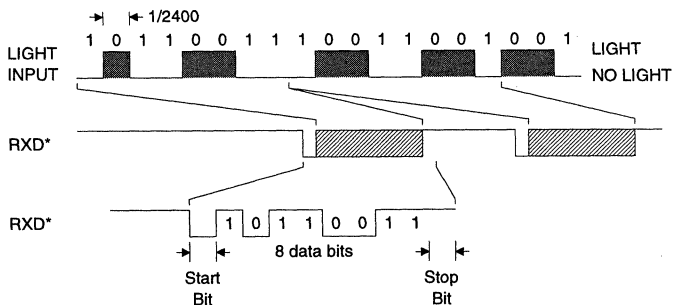 1/2400
1 0 1 1 0 0 1 1 1 0 0 1 1 0 0 1 0 0 1
LIGHT INPUT
LIGHT
NO LIGHT
RXD*
RXD*
1 0 1 1 0 0 1 1
8 data bits
Start Bit
Stop Bit